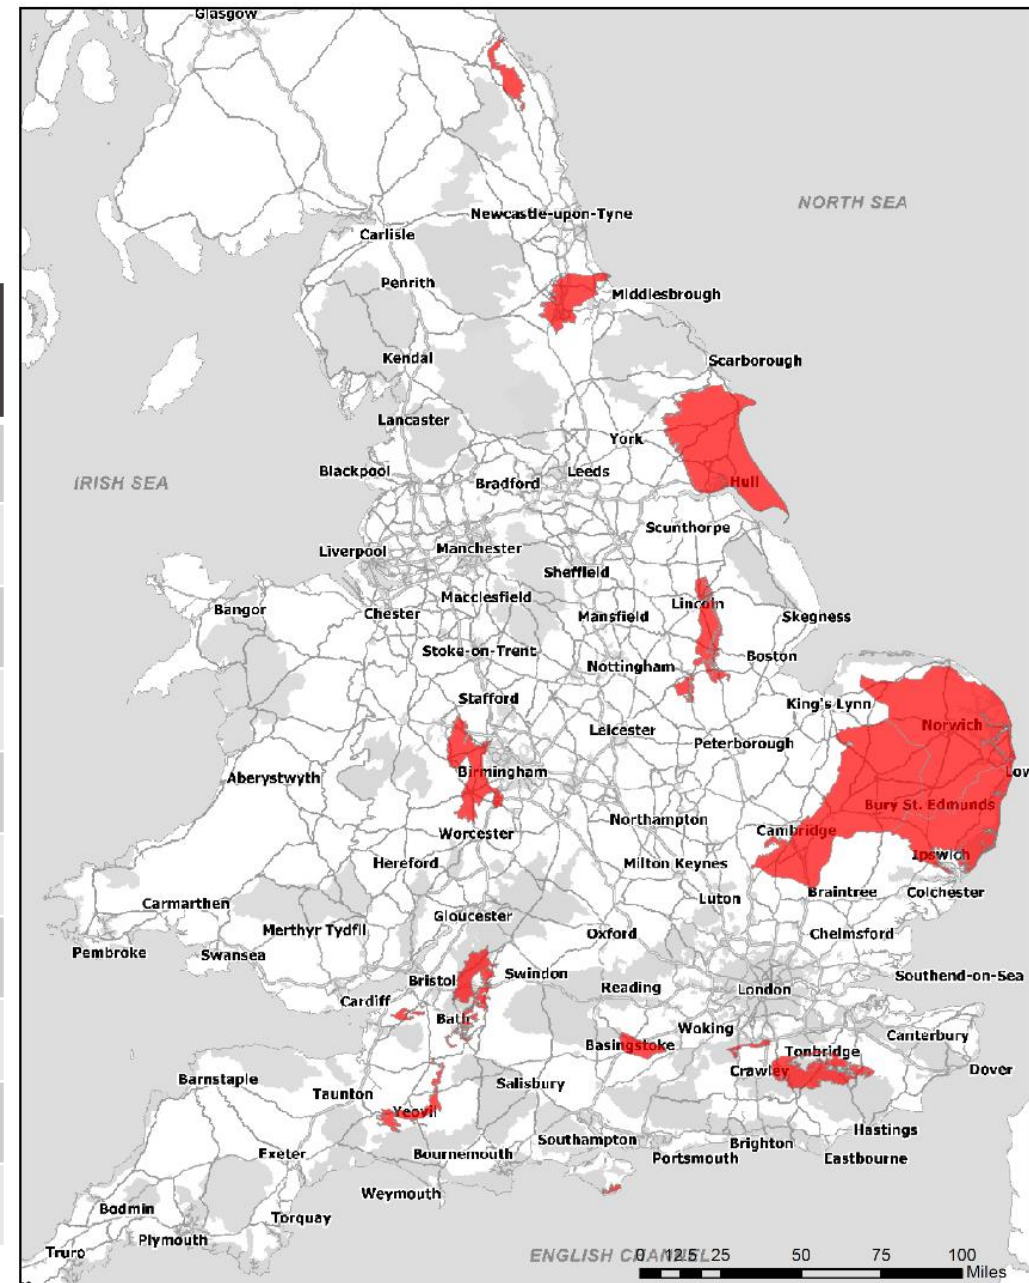 Glasgow
NORTH SEA
Newcastle-upon-Tyne
Carlisle
Penrith
Middlesbrough
Kendal
Scarborough
Lancaster
York
Blackpool
Leeds
IRISH SEA
Bradford
Hull
Scunthorpe
Liverpool
Manchester
Sheffield
Macclesfield
Bangor
Chester
Mansfield
Lincoln
Skegness
Stoke-on-Trent
Nottingham
Boston
Stafford
King's Lynn
Leicester
Norwich
Peterborough
Aberystwyth
Birmingham
Low
Bury St. Edmunds
Northampton
Worcester
Cambridge
Hereford
Milton Keynes
Ipswich
Carmarthen
Luton
Braintree
Colchester
Gloucester
Merthyr Tydfil
Oxford
Chelmsford
Pembroke
Swansea
Bristol
Swindon
Reading
London
Southend-on-Sea
Cardiff
Bath
Woking
Basingstoke
Canterbury
Tonbridge
Crawley
Dover
Barnstaple
Taunton
Salisbury
Yeovil
Hastings
Southampton
Brighton
Exeter
Bournemouth
Portsmouth
Eastbourne
Weymouth
Bodmin
Torquay
Plymouth
Truro
ENGLISH CHANNEL
0 12.5 25 50 75 100
Miles